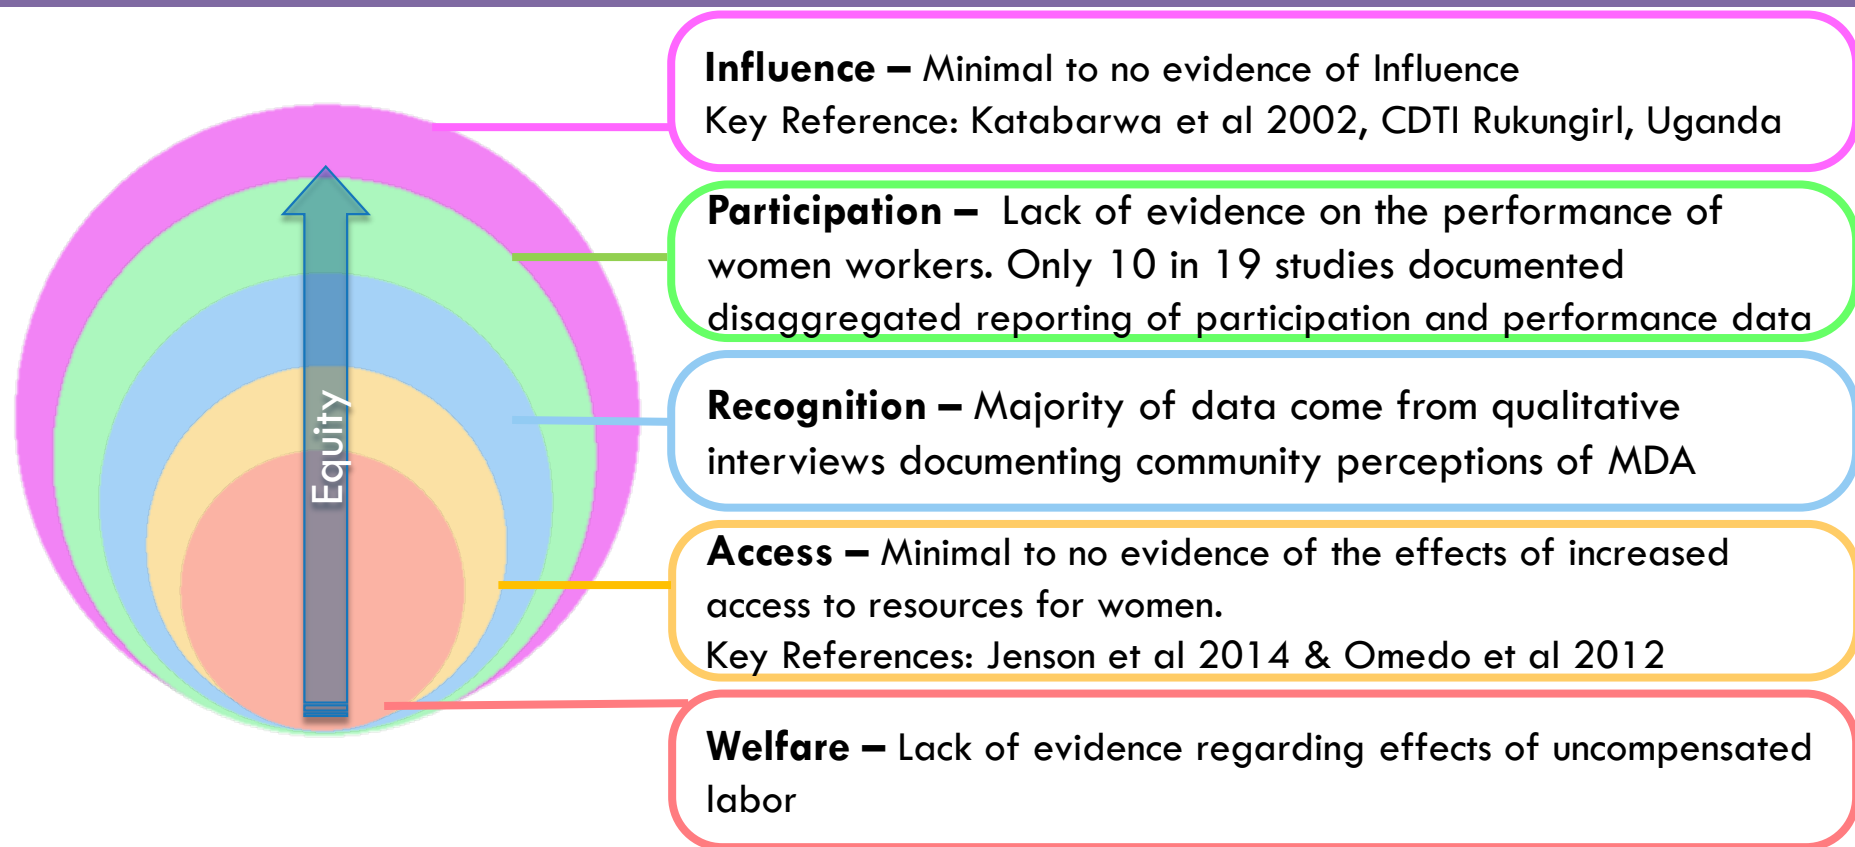 Influence – Minimal to no evidence of Influence
Key Reference: Katabarwa et al 2002, CDTI Rukungirl, Uganda
Participation – Lack of evidence on the performance of
women workers. Only 10 in 19 studies documented
disaggregated reporting of participation and performance data
Recognition – Majority of data come from qualitative
interviews documenting community perceptions of MDA
Access – Minimal to no evidence of the effects of increased
access to resources for women.
Key References: Jenson et al 2014 & Omedo et al 2012
Welfare – Lack of evidence regarding effects of uncompensated
labor
Equity